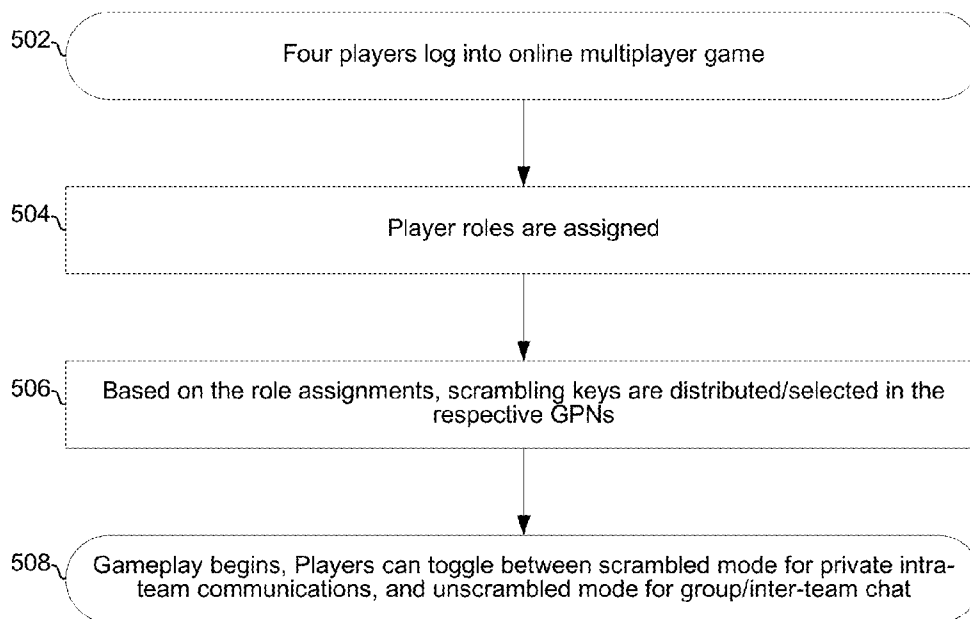 502
Four players log into online multiplayer game
504
Player roles are assigned
506
Based on the role assignments, scrambling keys are distributed/selected in the
respective GPNs
508
Gameplay begins, Players can toggle between scrambled mode for private intra-
team communications, and unscrambled mode for group/inter-team chat